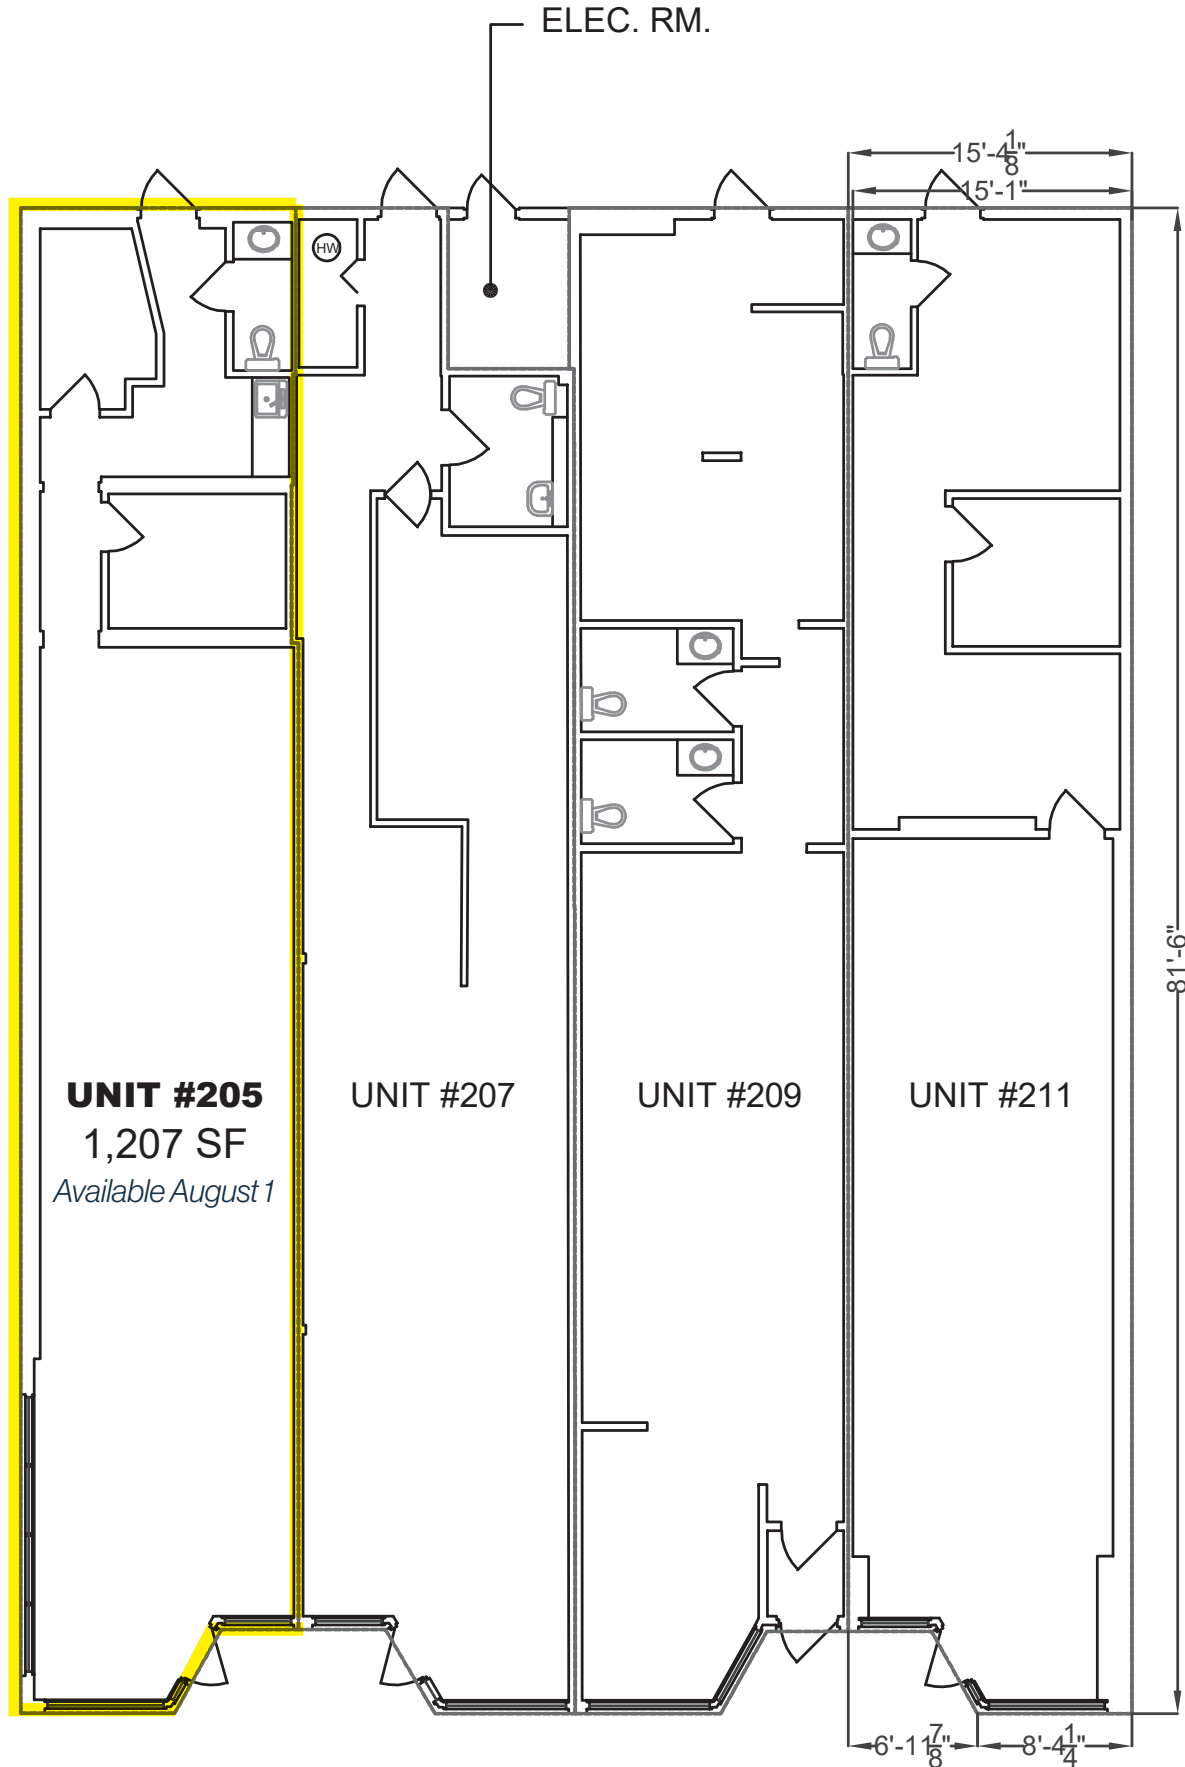 ELEC. RM.
15'-4 1/8"
15'-1"
HW
81'-6"
UNIT #205
1,207 SF
Available August 1
UNIT #207
UNIT #209
UNIT #211
6'-11 7/8"
8'-4 1/4"